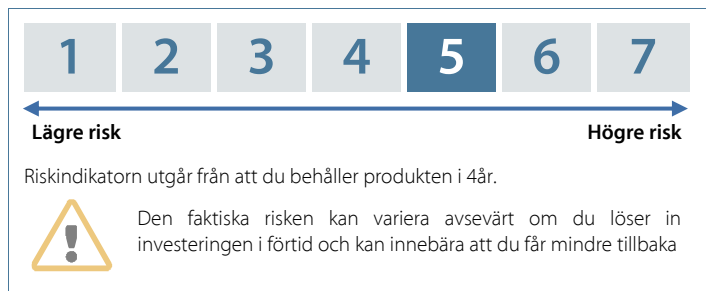 1 2 3 4 5 6 7
Lägre risk Högre risk
Riskindikatorn utgår från att du behåller produkten i 4år.
Den faktiska risken kan variera avsevärt om du löser in
investeringen i förtid och kan innebära att du får mindre tillbaka